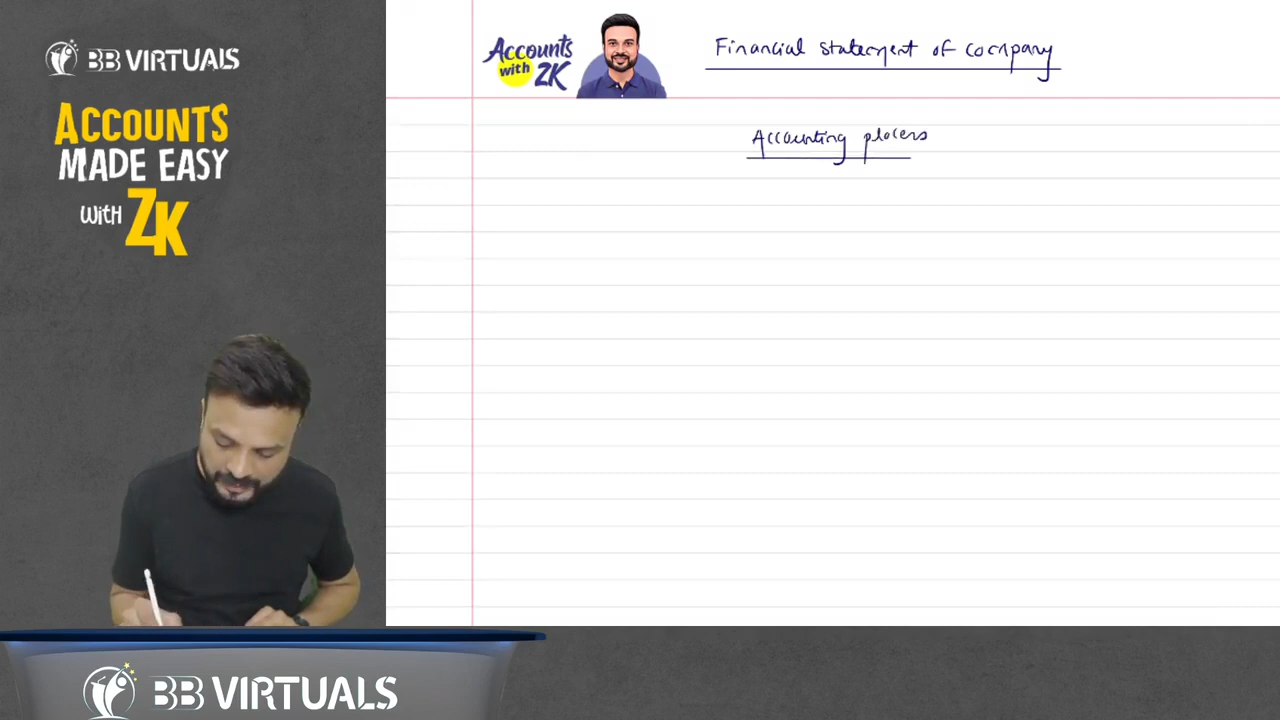 BB VIRTUALS
ACCOUNTS
MADE EASY
with ZK
Accounts
with ZK
Financial statement of company
Accounting process
BB VIRTUALS